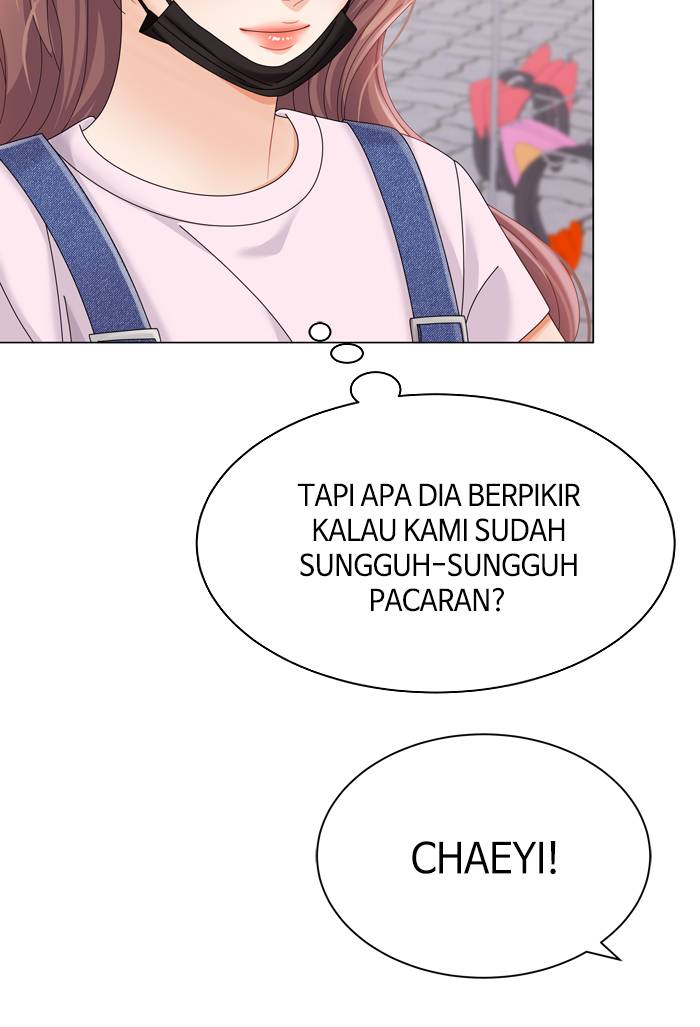 TAPI APA DIA BERPIKIR
KALAU KAMI SUDAH
SUNGGUH-SUNGGUH
PACARAN?
CHAEYI!